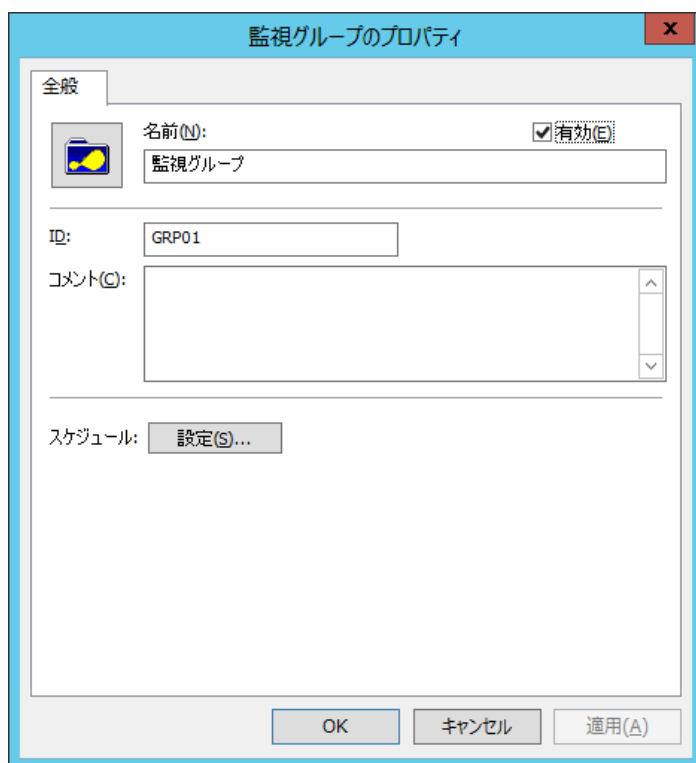 監視グループのプロパティ
x
全般
名前(N):
有効(E)
監視グループ
ID:
GRP01
コメント(C):
スケジュール:
設定(S)...
OK
キャンセル
適用(A)